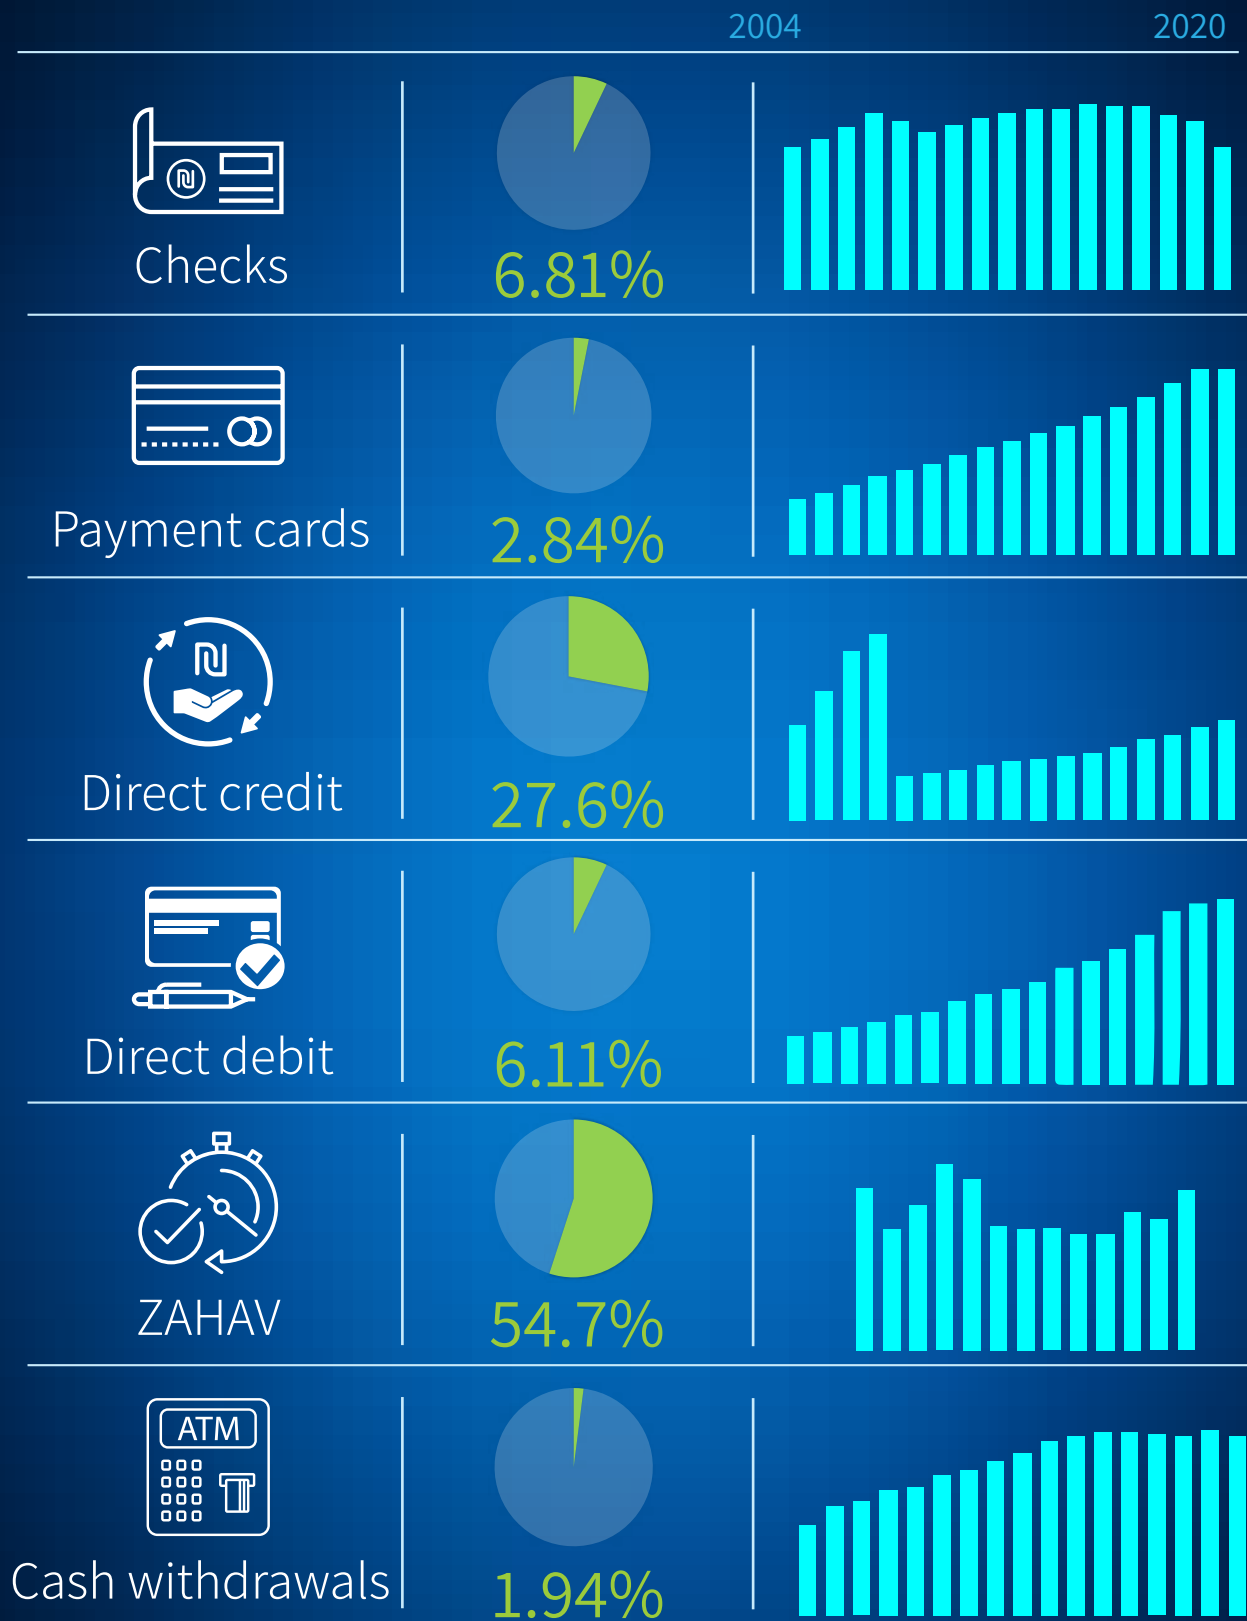 2004 2020
₪
Checks
6.81%
Payment cards
2.84%
₪
Direct credit
27.6%
Direct debit
6.11%
ZAHAV
54.7%
ATM
Cash withdrawals
1.94%